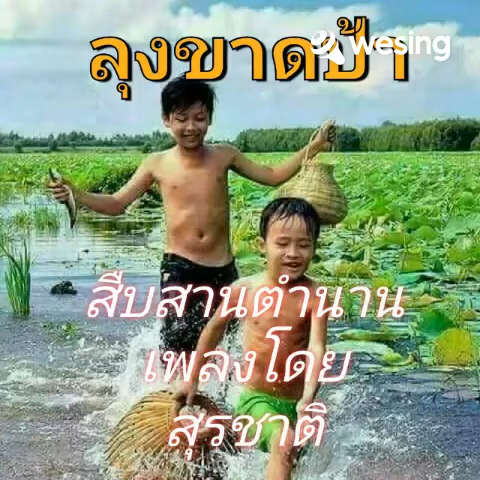 wesing
ลุงขาดป้า
สืบสานตำนาน
เพลงโดย
สุรชาติ